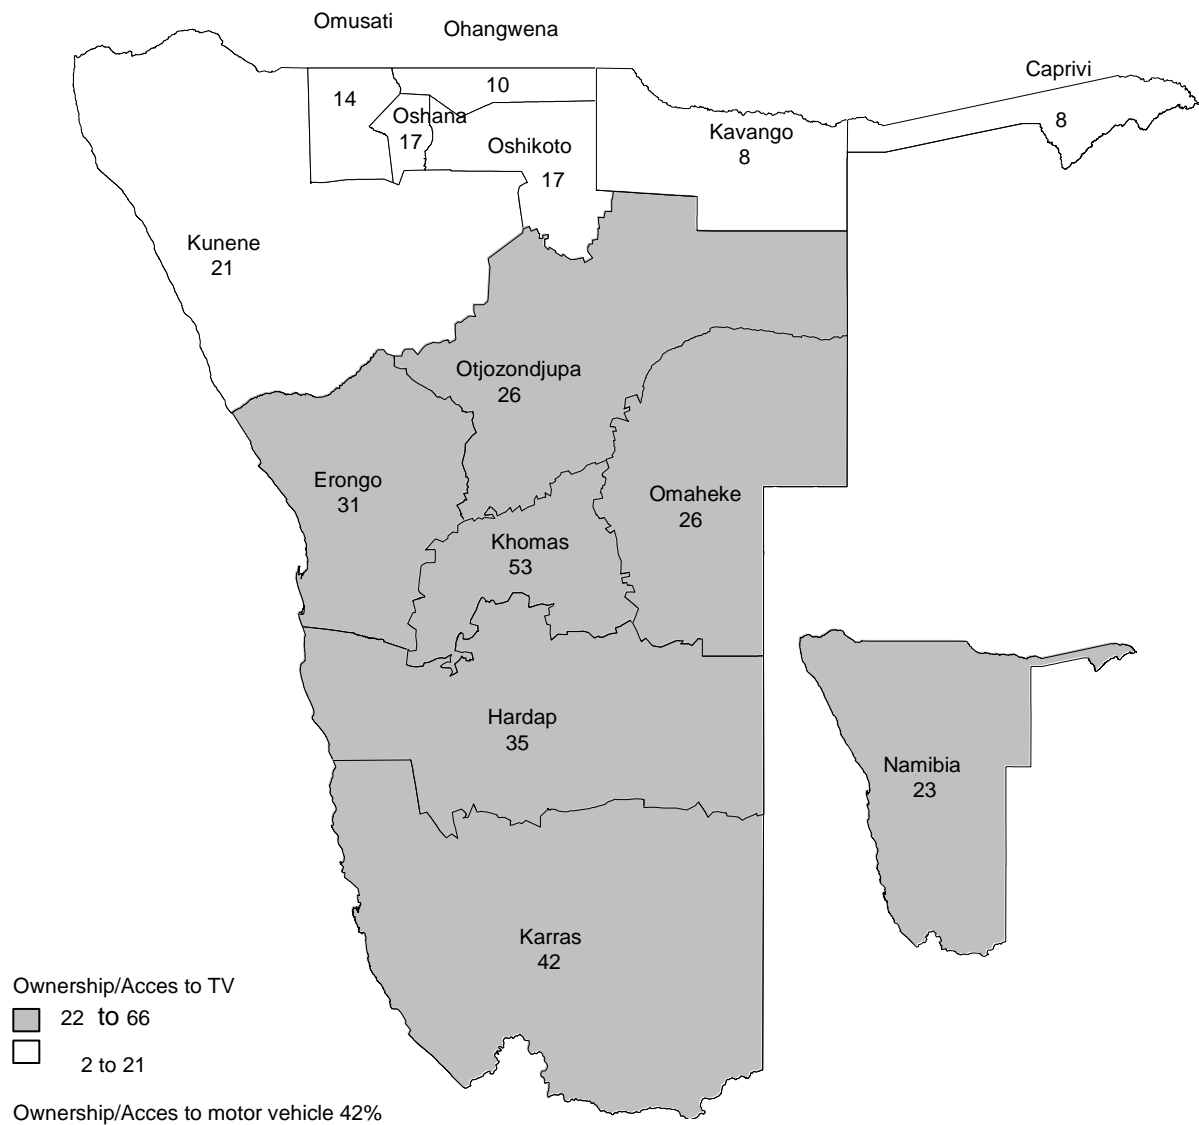 Omusati
Ohangwena
Caprivi
14
10
Oshana
17
Oshikoto
17
Kavango
8
8
Kunene
21
Otjozondjupa
26
Erongo
31
Omaheke
26
Khomas
53
Hardap
35
Namibia
23
Karras
42
Ownership/Acces to TV
22 to 66
2 to 21
Ownership/Acces to motor vehicle 42%